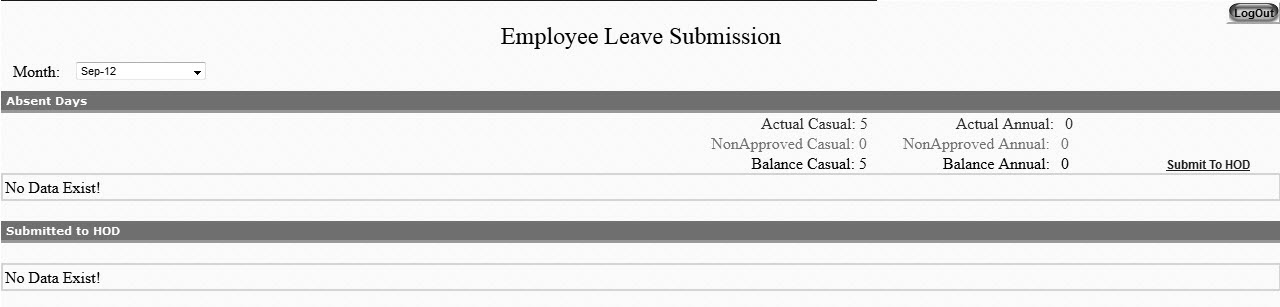 LogOut
Employee Leave Submission
Month: Sep-12
Absent Days
Actual Casual: 5 Actual Annual: 0
NonApproved Casual: 0 NonApproved Annual: 0
Balance Casual: 5 Balance Annual: 0 Submit To HOD
No Data Exist!
Submitted to HOD
No Data Exist!